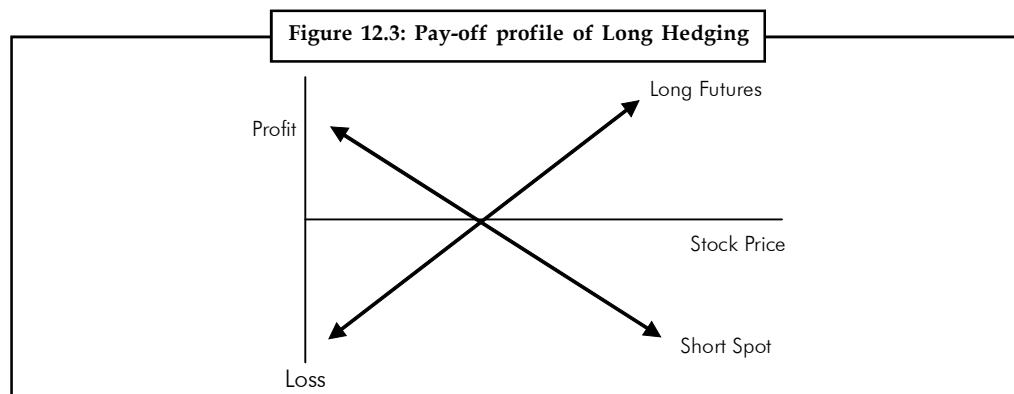 Figure 12.3: Pay-off profile of Long Hedging
Long Futures
Profit
Stock Price
Short Spot
Loss